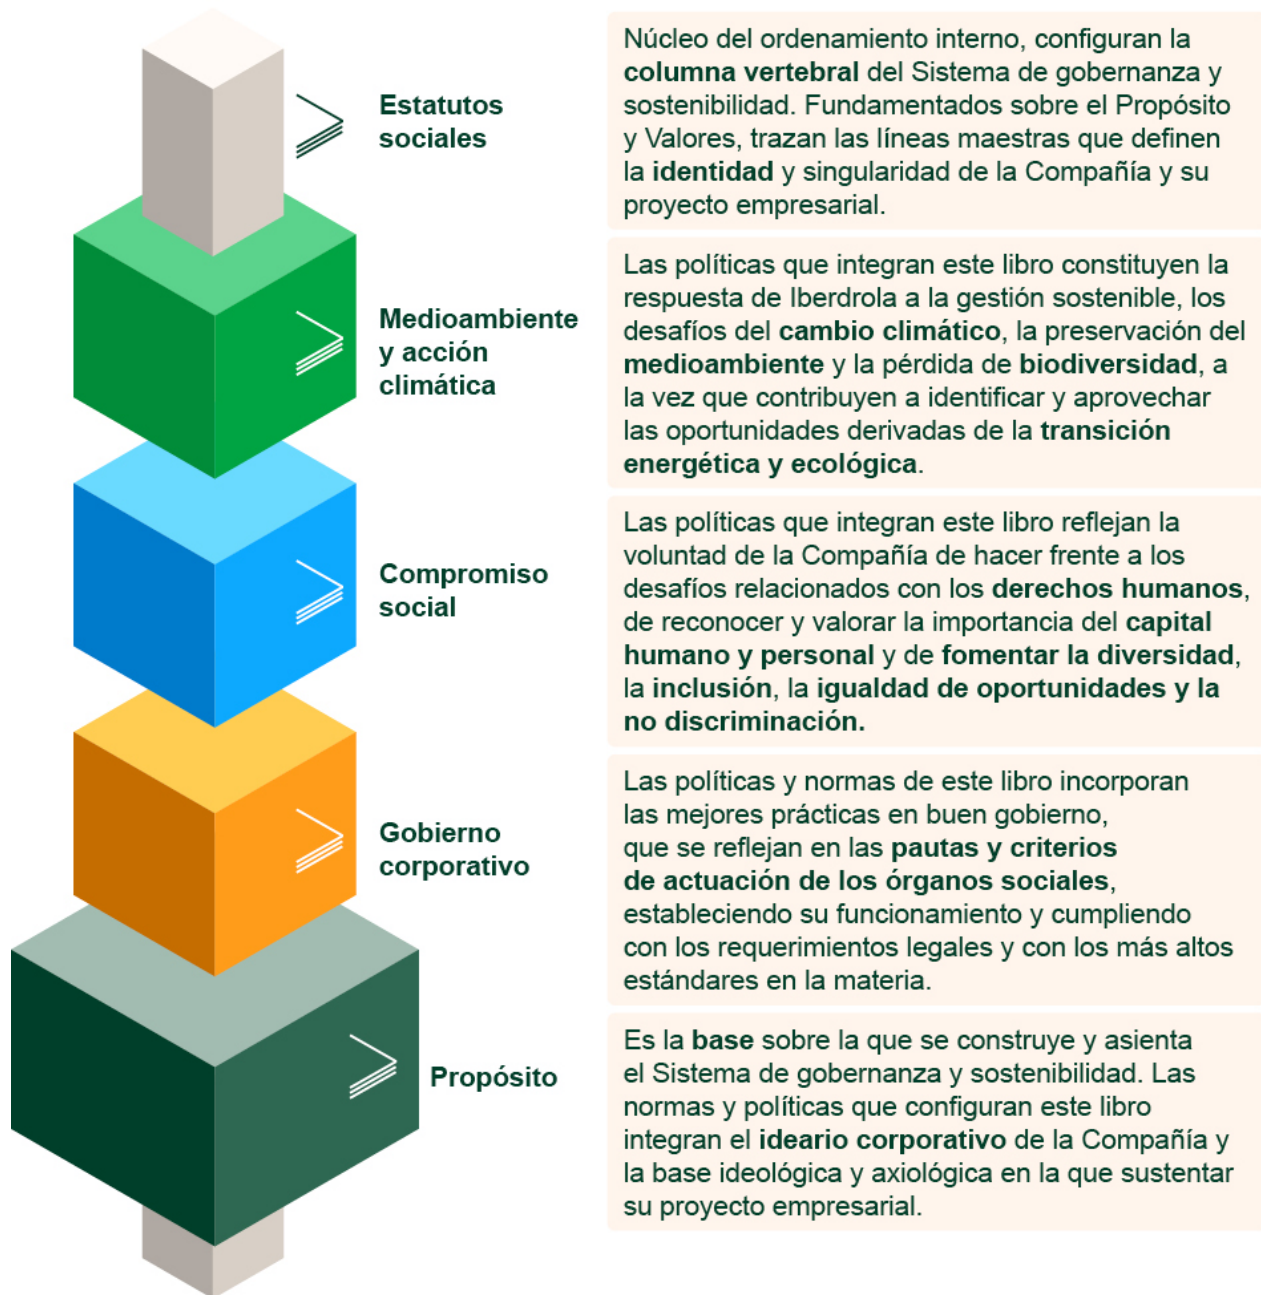 Estatutos
sociales
Núcleo del ordenamiento interno, configuran la
columna vertebral del Sistema de gobernanza y
sostenibilidad. Fundamentados sobre el Propósito
y Valores, trazan las líneas maestras que definen
la identidad y singularidad de la Compañía y su
proyecto empresarial.
Medioambiente
y acción
climática
Las políticas que integran este libro constituyen la
respuesta de Iberdrola a la gestión sostenible, los
desafíos del cambio climático, la preservación del
medioambiente y la pérdida de biodiversidad, a
la vez que contribuyen a identificar y aprovechar
las oportunidades derivadas de la transición
energética y ecológica.
Compromiso
social
Las políticas que integran este libro reflejan la
voluntad de la Compañía de hacer frente a los
desafíos relacionados con los derechos humanos,
de reconocer y valorar la importancia del capital
humano y personal y de fomentar la diversidad,
la inclusión, la igualdad de oportunidades y la
no discriminación.
Gobierno
corporativo
Las políticas y normas de este libro incorporan
las mejores prácticas en buen gobierno,
que se reflejan en las pautas y criterios
de actuación de los órganos sociales,
estableciendo su funcionamiento y cumpliendo
con los requerimientos legales y con los más altos
estándares en la materia.
Propósito
Es la base sobre la que se construye y asienta
el Sistema de gobernanza y sostenibilidad. Las
normas y políticas que configuran este libro
integran el ideario corporativo de la Compañía y
la base ideológica y axiológica en la que sustentar
su proyecto empresarial.